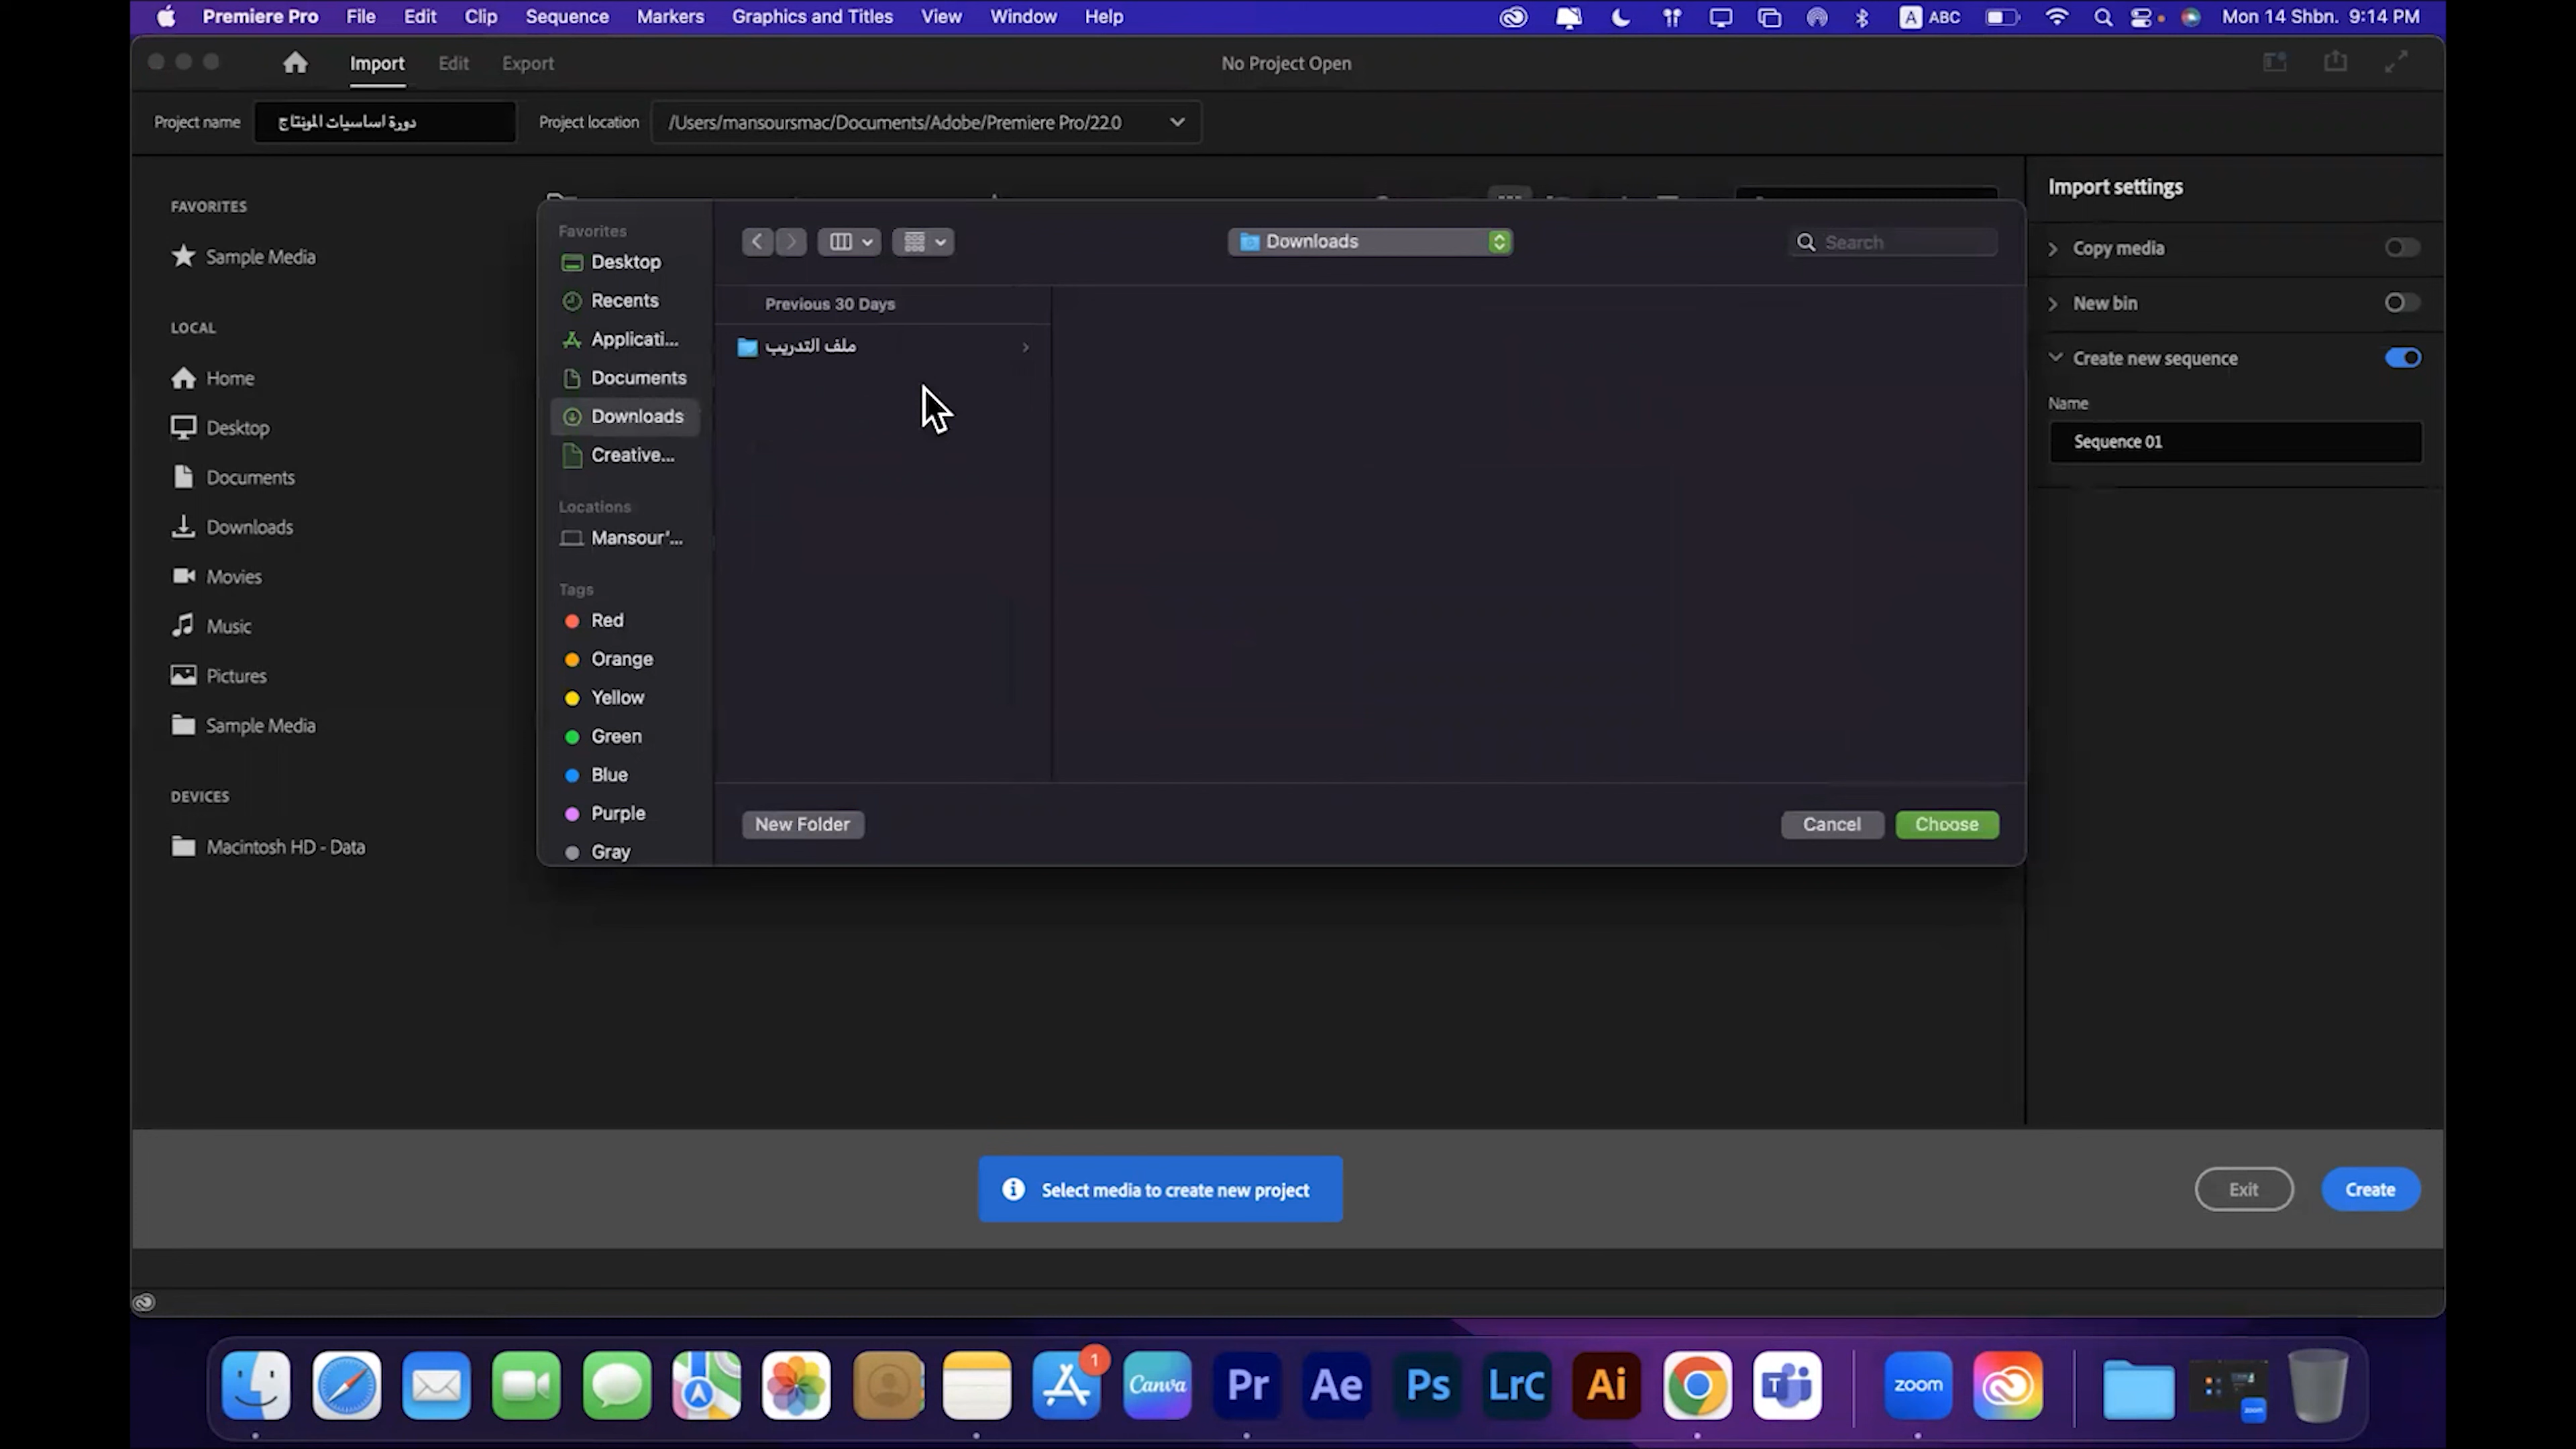 Premiere Pro File Edit Clip Sequence Markers Graphics and Titles View Window Help A ABC Mon 14 Shbn. 9:14 PM
Import Edit Export No Project Open
Project name دورة اساسيات المونتاج Project location /Users/mansoursmac/Documents/Adobe/Premiere Pro/22.0
FAVORITES
Sample Media
LOCAL
Home
Desktop
Documents
Downloads
Movies
Music
Pictures
Sample Media
DEVICES
Macintosh HD - Data
Favorites
Desktop
Recents
Applicati...
Documents
Downloads
Creative...
Locations
Mansour'...
Tags
Red
Orange
Yellow
Green
Blue
Purple
Gray
Downloads
Search
Previous 30 Days
ملف التدريب
New Folder
Cancel Choose
Import settings
Copy media
New bin
Create new sequence
Name
Sequence 01
Select media to create new project
Exit Create
1
Canva Pr Ae Ps LrC Ai T zoom
zoom